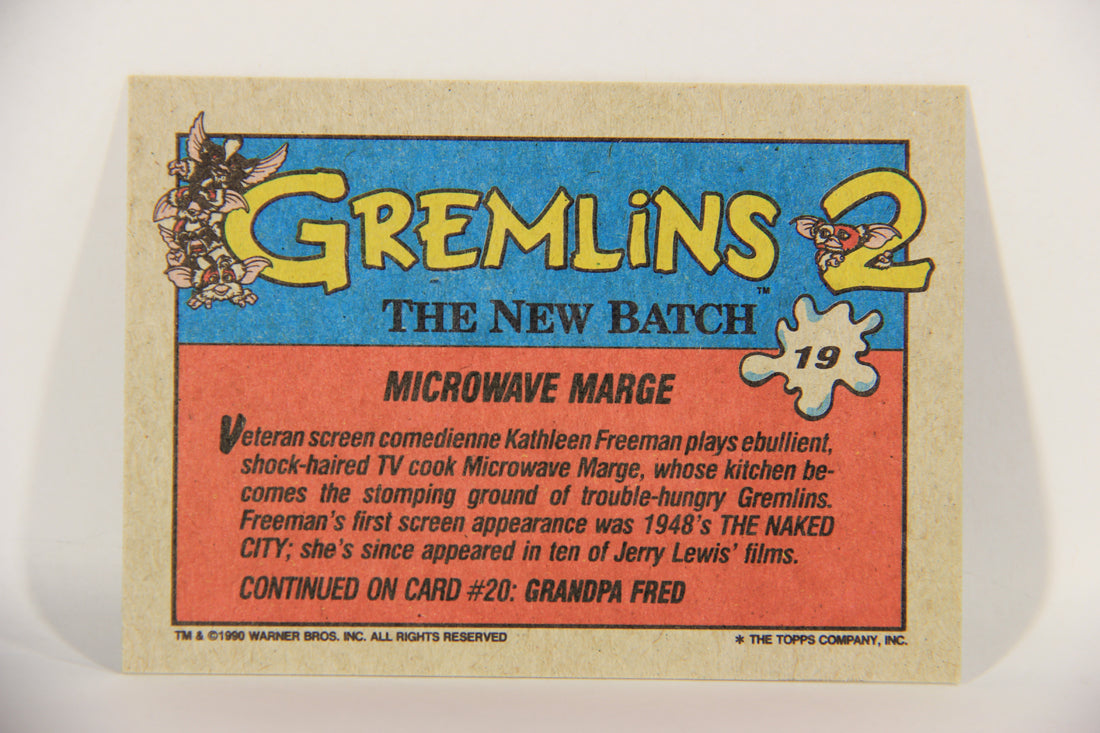 GREMLiNS 2
™
THE NEW BATCH
19
MICROWAVE MARGE
Veteran screen comedienne Kathleen Freeman plays ebullient,
shock-haired TV cook Microwave Marge, whose kitchen be-
comes the stomping ground of trouble-hungry Gremlins.
Freeman's first screen appearance was 1948's THE NAKED
CITY; she's since appeared in ten of Jerry Lewis' films.
CONTINUED ON CARD #20: GRANDPA FRED
TM & ©1990 WARNER BROS. INC. ALL RIGHTS RESERVED
* THE TOPPS COMPANY, INC.